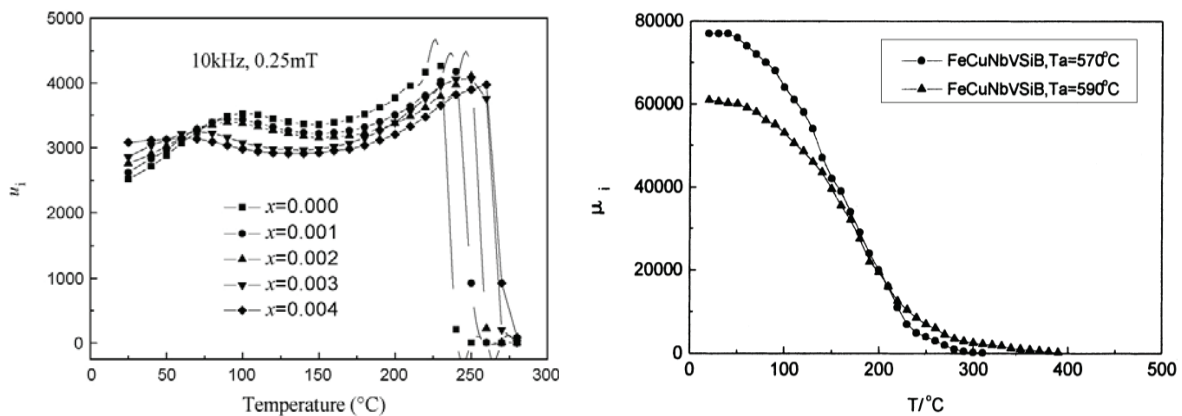 5000
4000
3000
2000
1000
0
u i
10kHz, 0.25mT
x=0.000
x=0.001
x=0.002
x=0.003
x=0.004
0 50 100 150 200 250 300
Temperature (°C)
80000
60000
40000
20000
0
μ i
FeCuNbVSiB,Ta=570°C
FeCuNbVSiB,Ta=590°C
0 100 200 300 400 500
T/°C